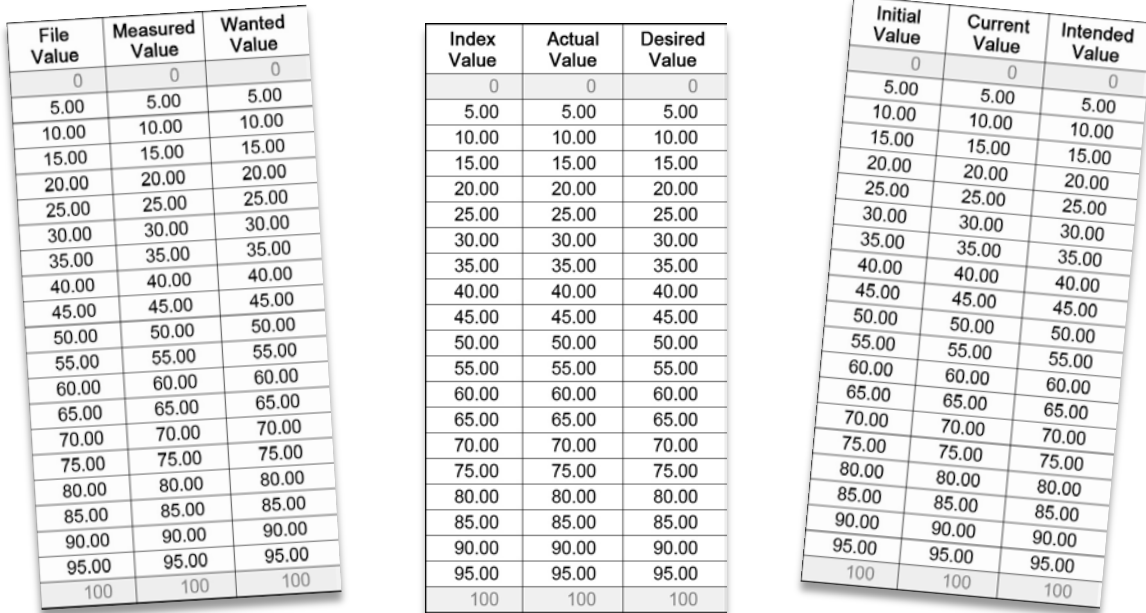 File Value Measured Value Wanted Value
0 0 0
5.00 5.00 5.00
10.00 10.00 10.00
15.00 15.00 15.00
20.00 20.00 20.00
25.00 25.00 25.00
30.00 30.00 30.00
35.00 35.00 35.00
40.00 40.00 40.00
45.00 45.00 45.00
50.00 50.00 50.00
55.00 55.00 55.00
60.00 60.00 60.00
65.00 65.00 65.00
70.00 70.00 70.00
75.00 75.00 75.00
80.00 80.00 80.00
85.00 85.00 85.00
90.00 90.00 90.00
95.00 95.00 95.00
100 100 100
Index Value Actual Value Desired Value
0 0 0
5.00 5.00 5.00
10.00 10.00 10.00
15.00 15.00 15.00
20.00 20.00 20.00
25.00 25.00 25.00
30.00 30.00 30.00
35.00 35.00 35.00
40.00 40.00 40.00
45.00 45.00 45.00
50.00 50.00 50.00
55.00 55.00 55.00
60.00 60.00 60.00
65.00 65.00 65.00
70.00 70.00 70.00
75.00 75.00 75.00
80.00 80.00 80.00
85.00 85.00 85.00
90.00 90.00 90.00
95.00 95.00 95.00
100 100 100
Initial Value Current Value Intended Value
0 0 0
5.00 5.00 5.00
10.00 10.00 10.00
15.00 15.00 15.00
20.00 20.00 20.00
25.00 25.00 25.00
30.00 30.00 30.00
35.00 35.00 35.00
40.00 40.00 40.00
45.00 45.00 45.00
50.00 50.00 50.00
55.00 55.00 55.00
60.00 60.00 60.00
65.00 65.00 65.00
70.00 70.00 70.00
75.00 75.00 75.00
80.00 80.00 80.00
85.00 85.00 85.00
90.00 90.00 90.00
95.00 95.00 95.00
100 100 100